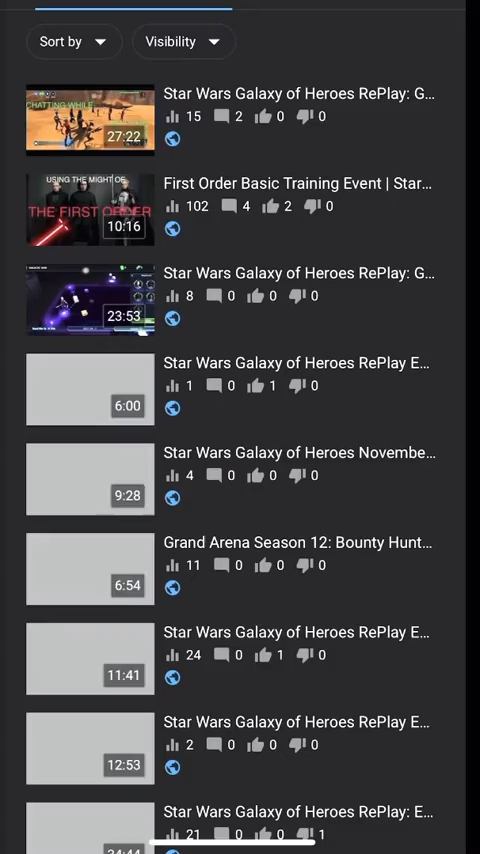 Sort by
Visibility
CHATTING WHILE
27:22
Star Wars Galaxy of Heroes RePlay: G...
15 2 0 0
USING THE MIGHT OF
THE FIRST ORDER
10:16
First Order Basic Training Event | Star...
102 4 2 0
23:53
Star Wars Galaxy of Heroes RePlay: G...
8 0 0 0
6:00
Star Wars Galaxy of Heroes RePlay E...
1 0 1 0
9:28
Star Wars Galaxy of Heroes Novembe...
4 0 0 0
6:54
Grand Arena Season 12: Bounty Hunt...
11 0 0 0
11:41
Star Wars Galaxy of Heroes RePlay E...
24 0 1 0
12:53
Star Wars Galaxy of Heroes RePlay E...
2 0 0 0
Star Wars Galaxy of Heroes RePlay: E...
21 0 0 1